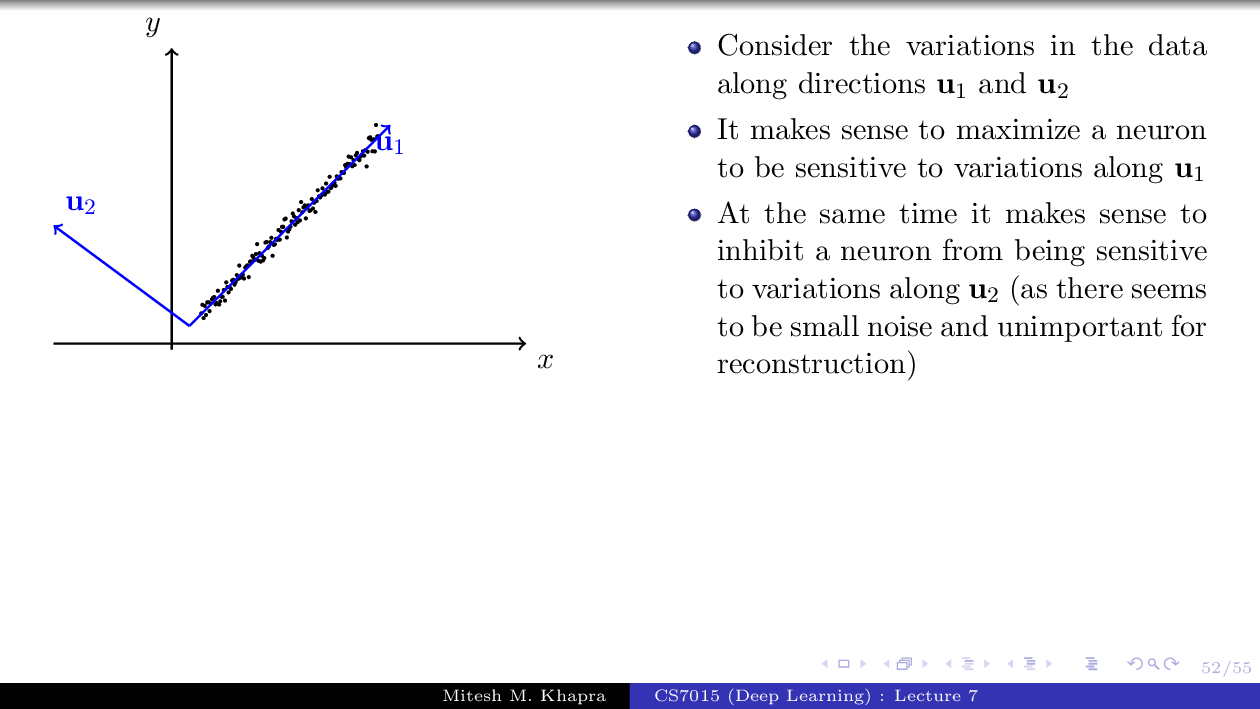 y
u1
u2
x
Consider the variations in the data
along directions u1 and u2
It makes sense to maximize a neuron
to be sensitive to variations along u1
At the same time it makes sense to
inhibit a neuron from being sensitive
to variations along u2 (as there seems
to be small noise and unimportant for
reconstruction)
52/55
Mitesh M. Khapra
CS7015 (Deep Learning) : Lecture 7